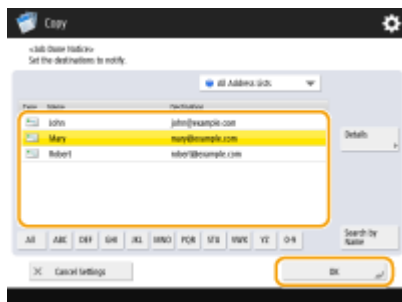 Copy
<Job Done Notice>
Set the destinations to notify.
All Address Lists
Type Name Destination
John john@example.com
Mary mary@example.com
Robert robert@example.com
Details
All ABC DEF GHI JKL MNO PQR STU VWX YZ 0-9
Search by
Name
Cancel Settings
OK